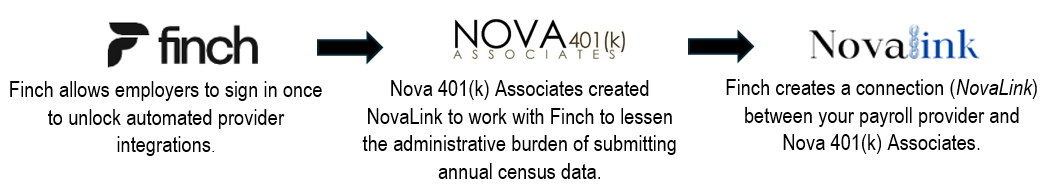 finch
Finch allows employers to sign in once
to unlock automated provider
integrations.
NOVA 401(k)
ASSOCIATES
Nova 401(k) Associates created
NovaLink to work with Finch to lessen
the administrative burden of submitting
annual census data.
Novalink
Finch creates a connection (NovaLink)
between your payroll provider and
Nova 401(k) Associates.